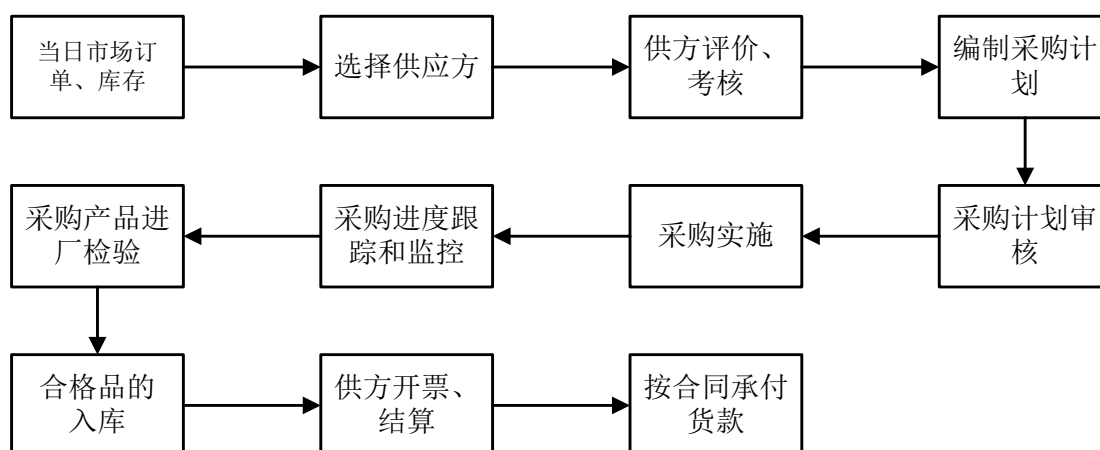 当日市场订
单、库存
选择供应方
供方评价、
考核
编制采购计
划
采购产品进
厂检验
采购进度跟
踪和监控
采购实施
采购计划审
核
合格品的
入库
供方开票、
结算
按合同承付
货款